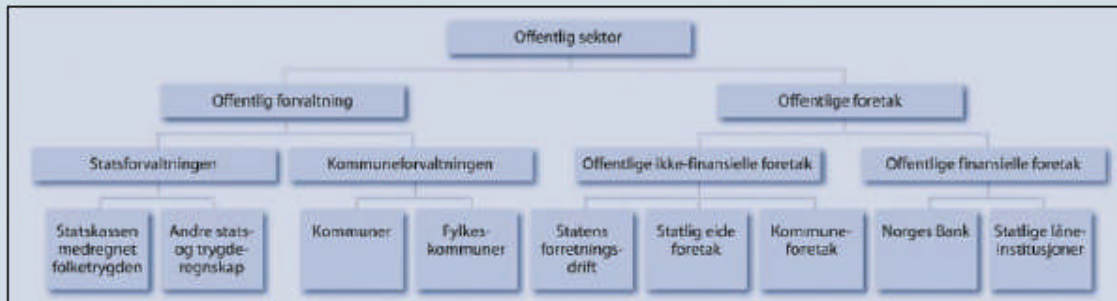 Offentlig sektor
Offentlig forvaltning
Offentlige foretak
Statsforvaltningen
Kommuneforvaltningen
Offentlige ikke-finansielle foretak
Offentlige finansielle foretak
Statskassen
medregnet
folketrygden
Andre stats-
og trygde-
regnskap
Kommuner
Fylkes-
kommuner
Statens
forretnings-
drift
Statlig eide
foretak
Kommune-
foretak
Norges Bank
Statlige låne-
institusjoner